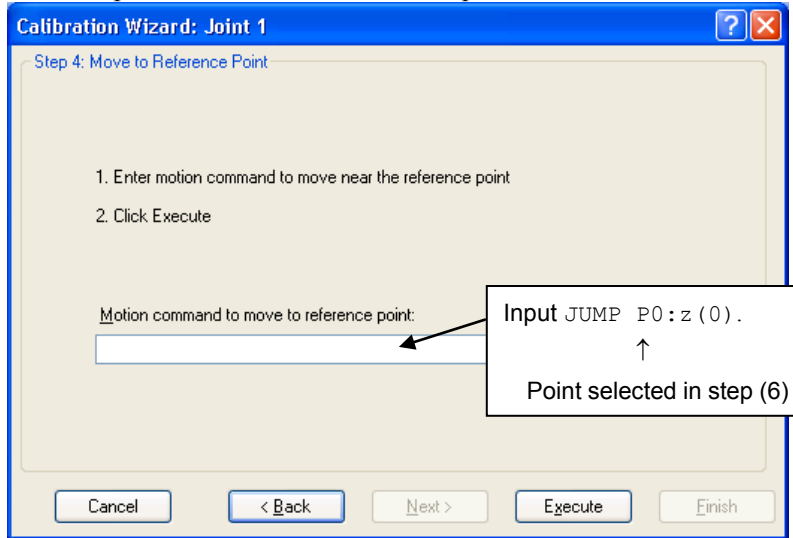 Calibration Wizard: Joint 1
Step 4: Move to Reference Point
1. Enter motion command to move near the reference point
2. Click Execute
Motion command to move to reference point:
Input JUMP P0:z(0).
↑
Point selected in step (6)
Cancel
< Back
Next >
Execute
Finish